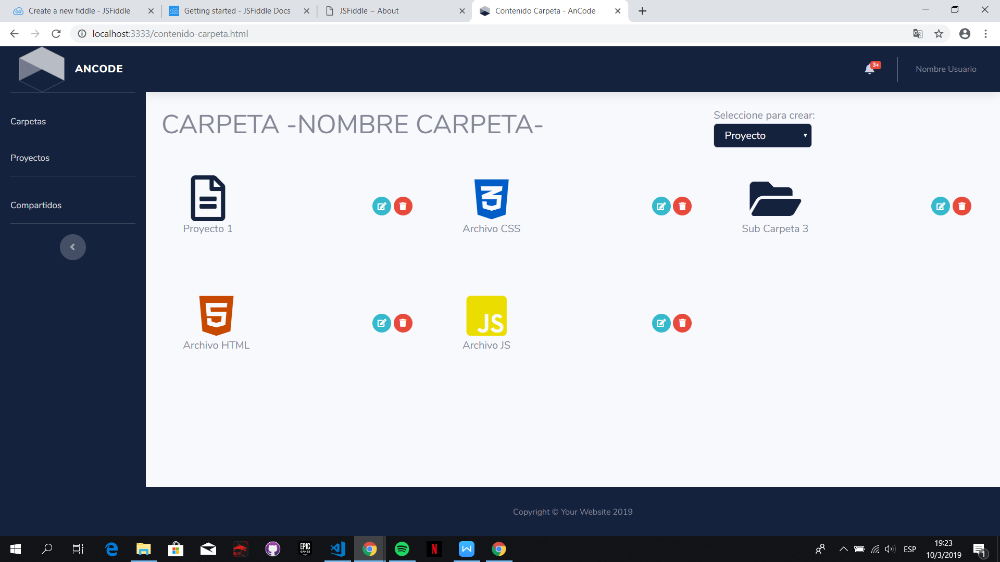 Create a new fiddle - JSFiddle
Getting started - JSFiddle Docs
JSFiddle – About
Contenido Carpeta - AnCode
localhost:3333/contenido-carpeta.html
ANCODE
3+
Nombre Usuario
Carpetas
Proyectos
Compartidos
CARPETA -NOMBRE CARPETA-
Seleccione para crear:
Proyecto
Proyecto 1
Archivo CSS
Sub Carpeta 3
JS
Archivo HTML
Archivo JS
Copyright © Your Website 2019
EPIC
GAMES
N
W
ESP
19:23
10/3/2019
1